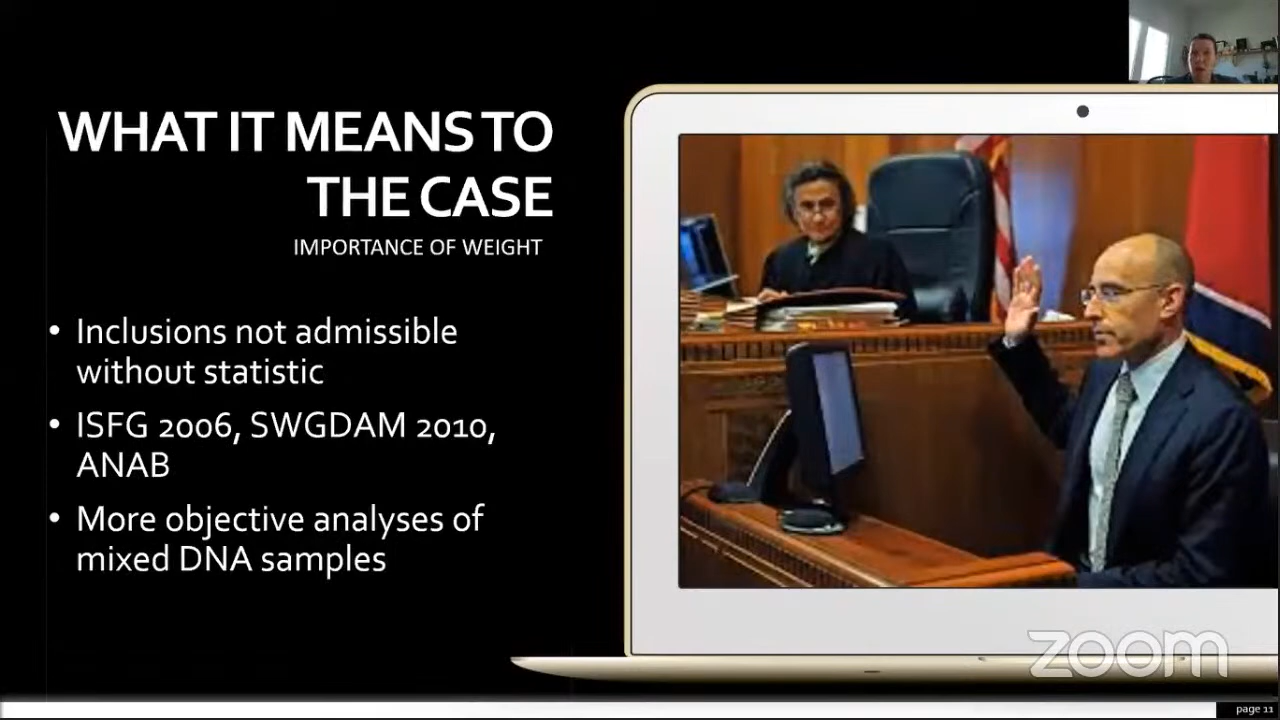 WHAT IT MEANS TO
THE CASE
IMPORTANCE OF WEIGHT
• Inclusions not admissible
without statistic
• ISFG 2006, SWGDAM 2010,
ANAB
• More objective analyses of
mixed DNA samples
zoom
page 11